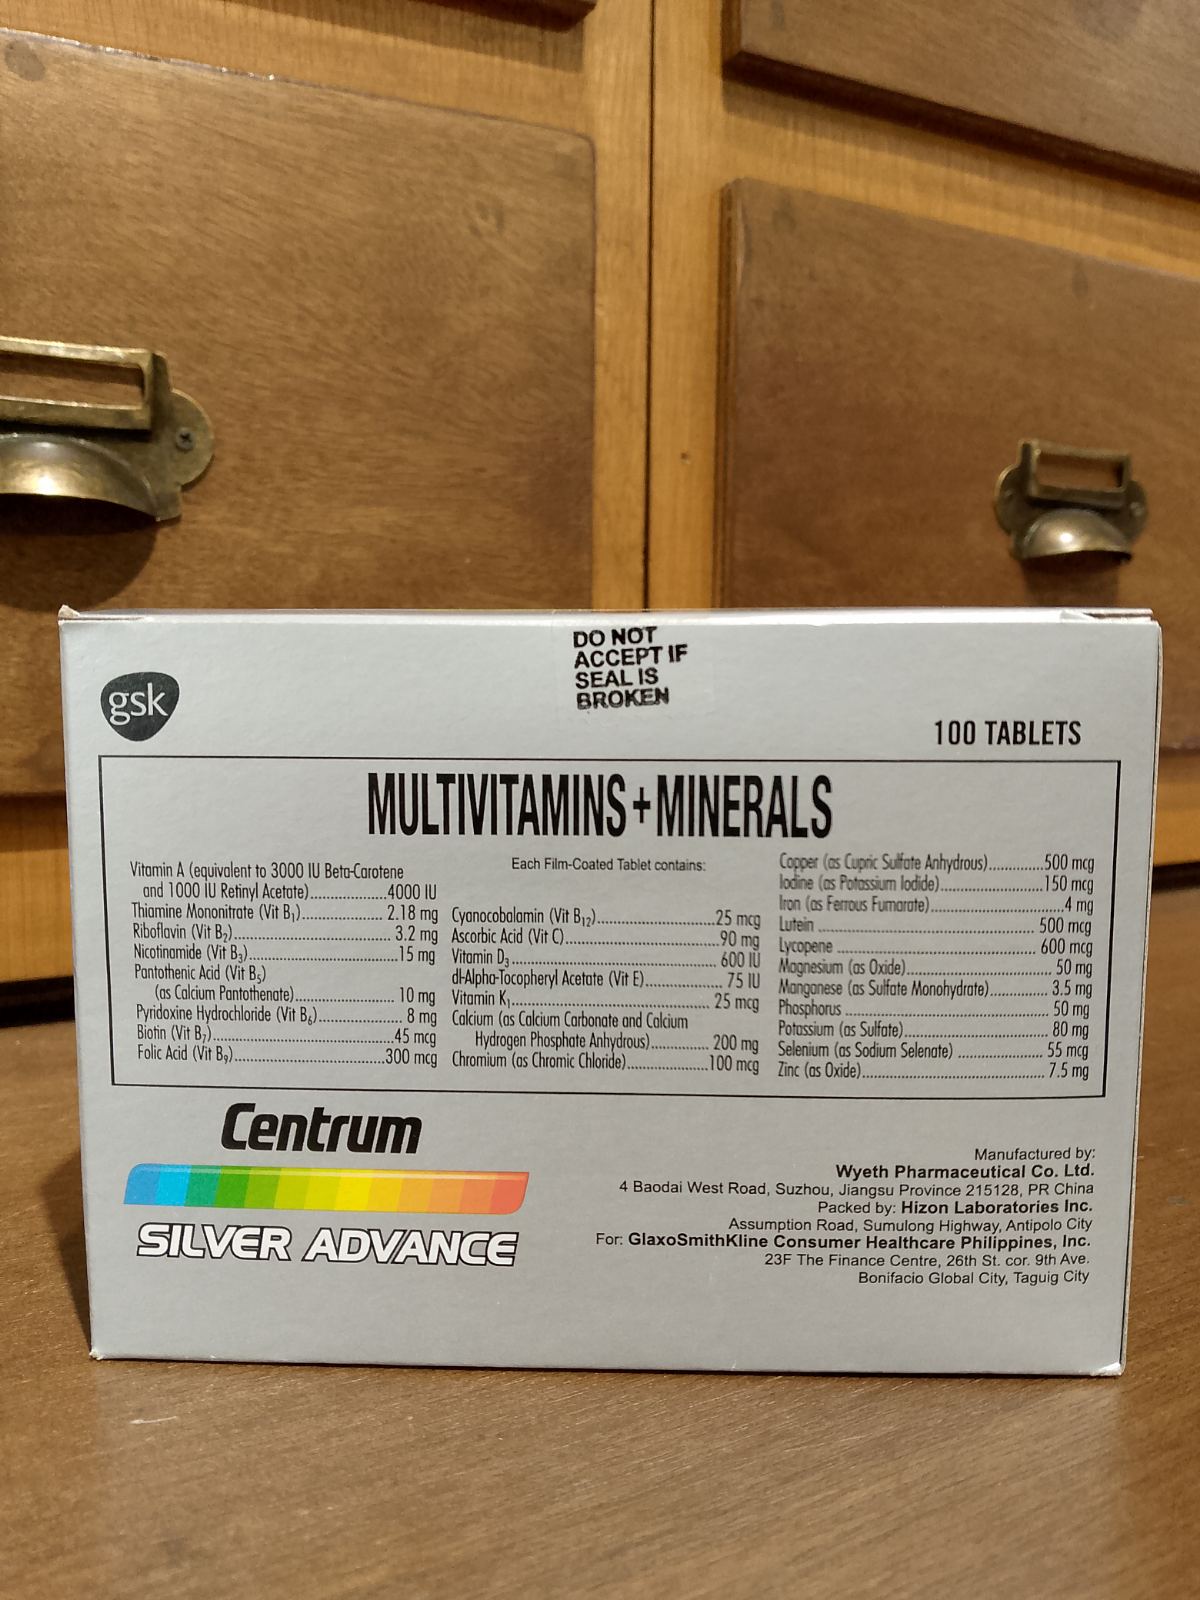 DO NOT
ACCEPT IF
SEAL IS
BROKEN
gsk
100 TABLETS
MULTIVITAMINS+MINERALS
Each Film-Coated Tablet contains:
Vitamin A (equivalent to 3000 IU Beta-Carotene
and 1000 IU Retinyl Acetate)....................4000 IU
Thiamine Mononitrate (Vit B₁)....................2.18 mg
Riboflavin (Vit B₂)....................3.2 mg
Nicotinamide (Vit B₃)....................15 mg
Pantothenic Acid (Vit B₅)
(as Calcium Pantothenate)....................10 mg
Pyridoxine Hydrochloride (Vit B₆)....................8 mg
Biotin (Vit B₇)....................45 mcg
Folic Acid (Vit B₉)....................300 mcg
Cyanocobalamin (Vit B₁₂)....................25 mcg
Ascorbic Acid (Vit C)....................90 mg
Vitamin D₃....................600 IU
dl-Alpha-Tocopheryl Acetate (Vit E)....................75 IU
Vitamin K₁....................25 mcg
Calcium (as Calcium Carbonate and Calcium
Hydrogen Phosphate Anhydrous)....................200 mg
Chromium (as Chromic Chloride)....................100 mcg
Copper (as Cupric Sulfate Anhydrous)....................500 mcg
Iodine (as Potassium Iodide)....................150 mcg
Iron (as Ferrous Fumarate)....................4 mg
Lutein....................500 mcg
Lycopene....................600 mcg
Magnesium (as Oxide)....................50 mg
Manganese (as Sulfate Monohydrate)....................3.5 mg
Phosphorus....................50 mg
Potassium (as Sulfate)....................80 mg
Selenium (as Sodium Selenate)....................55 mcg
Zinc (as Oxide)....................7.5 mg
Centrum
SILVER ADVANCE
Manufactured by:
Wyeth Pharmaceutical Co. Ltd.
4 Baodai West Road, Suzhou, Jiangsu Province 215128, PR China
Packed by: Hizon Laboratories Inc.
Assumption Road, Sumulong Highway, Antipolo City
For: GlaxoSmithKline Consumer Healthcare Philippines, Inc.
23F The Finance Centre, 26th St. cor. 9th Ave.
Bonifacio Global City, Taguig City